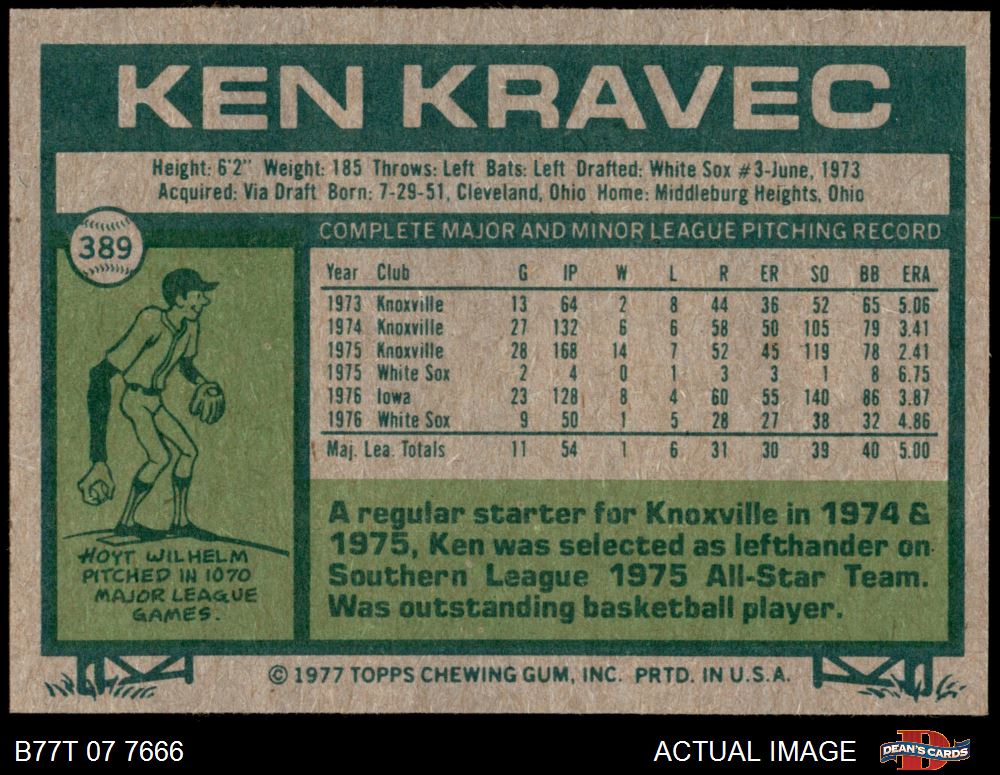 KEN KRAVEC
Height: 6'2" Weight: 185 Throws: Left Bats: Left Drafted: White Sox #3-June, 1973
Acquired: Via Draft Born: 7-29-51, Cleveland, Ohio Home: Middleburg Heights, Ohio
389
COMPLETE MAJOR AND MINOR LEAGUE PITCHING RECORD
Year Club G IP W L R ER SO BB ERA
1973 Knoxville 13 64 2 8 44 36 52 65 5.06
1974 Knoxville 27 132 6 6 58 50 105 79 3.41
1975 Knoxville 28 168 14 7 52 45 119 78 2.41
1975 White Sox 2 4 0 1 3 3 1 8 6.75
1976 Iowa 23 128 8 4 60 55 140 86 3.87
1976 White Sox 9 50 1 5 28 27 38 32 4.86
Maj. Lea. Totals 11 54 1 6 31 30 39 40 5.00
HOYT WILHELM
PITCHED IN 1070
MAJOR LEAGUE
GAMES.
A regular starter for Knoxville in 1974 &
1975, Ken was selected as lefthander on
Southern League 1975 All-Star Team.
Was outstanding basketball player.
© 1977 TOPPS CHEWING GUM, INC. PRTD. IN U.S.A.
B77T 07 7666
ACTUAL IMAGE
DEAN'S CARDS